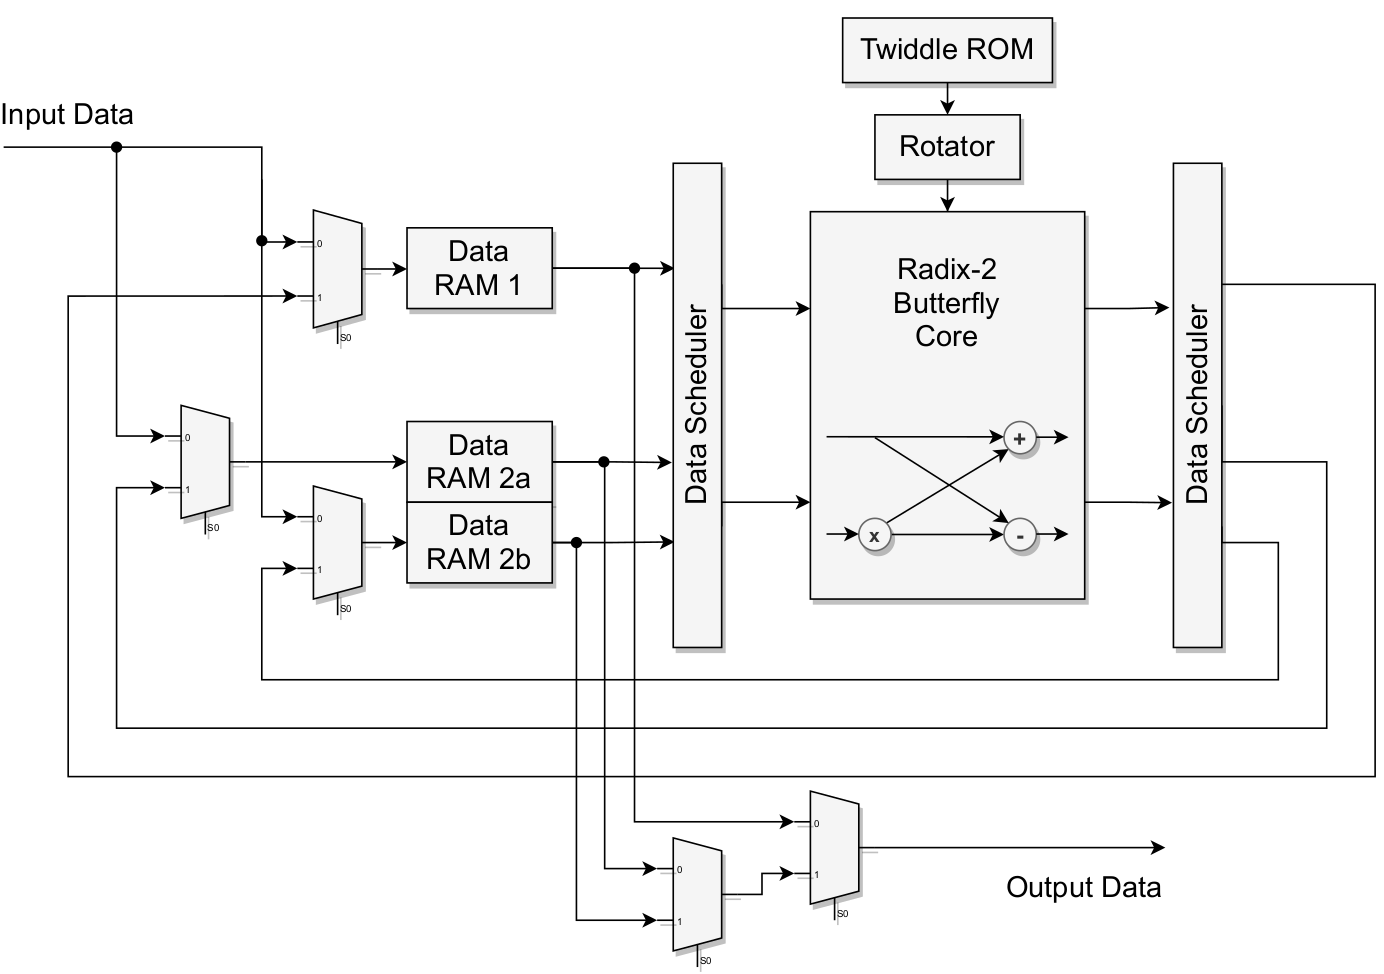 Twiddle ROM
Input Data
Rotator
0
1
S0
Data
RAM 1
Radix-2
Butterfly
Core
Data Scheduler
Data Scheduler
0
1
S0
Data
RAM 2a
+
0
1
S0
Data
RAM 2b
x
-
0
1
S0
Output Data
0
1
S0